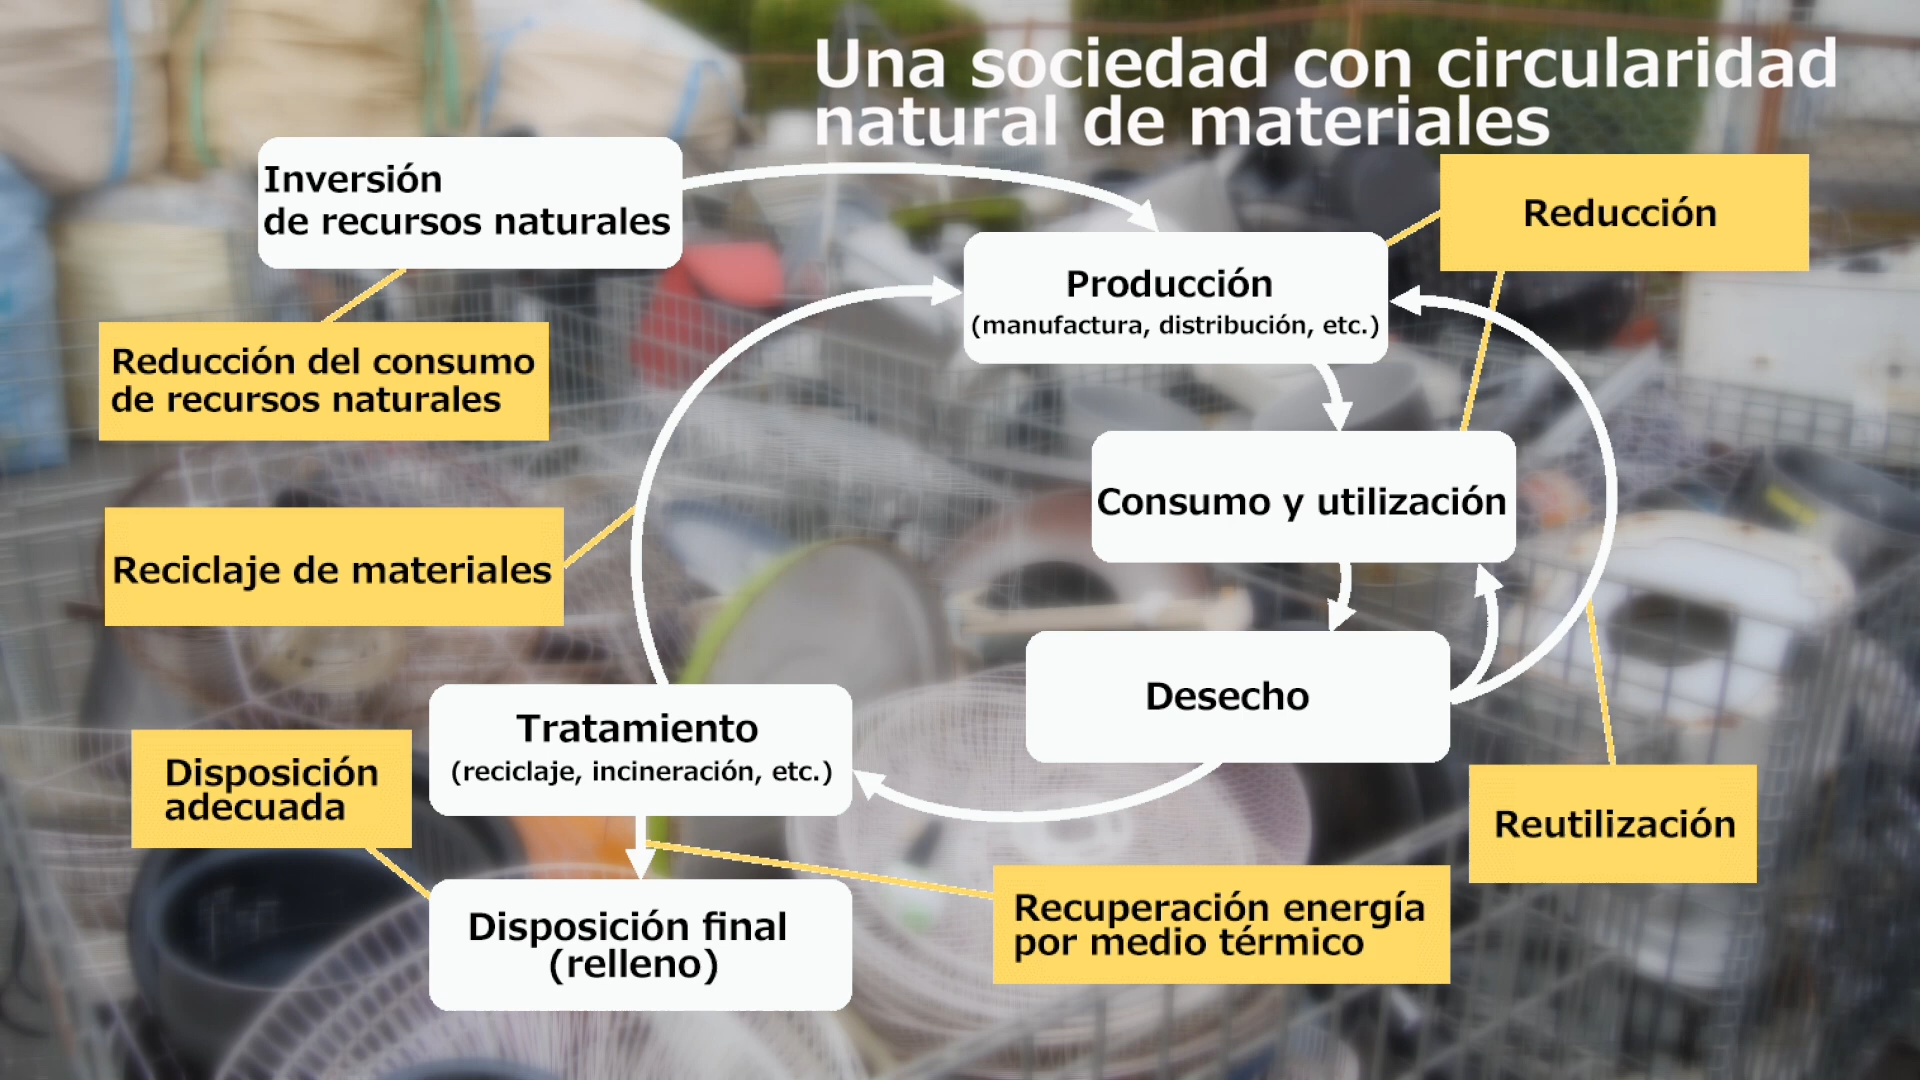 Una sociedad con circularidad
natural de materiales
Inversión
de recursos naturales
Reducción
Producción
(manufactura, distribución, etc.)
Reducción del consumo
de recursos naturales
Consumo y utilización
Reciclaje de materiales
Desecho
Tratamiento
(reciclaje, incineración, etc.)
Disposición
adecuada
Reutilización
Recuperación energía
por medio térmico
Disposición final
(relleno)